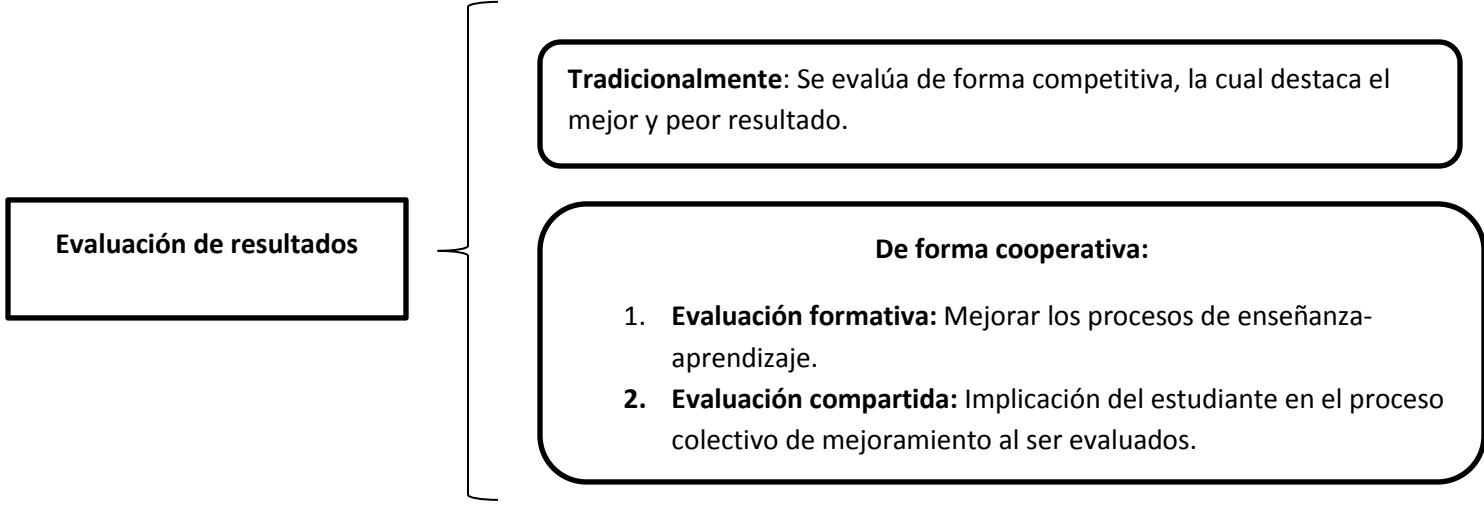 Evaluación de resultados
Tradicionalmente: Se evalúa de forma competitiva, la cual destaca el
mejor y peor resultado.
De forma cooperativa:
1. Evaluación formativa: Mejorar los procesos de enseñanza-
aprendizaje.
2. Evaluación compartida: Implicación del estudiante en el proceso
colectivo de mejoramiento al ser evaluados.